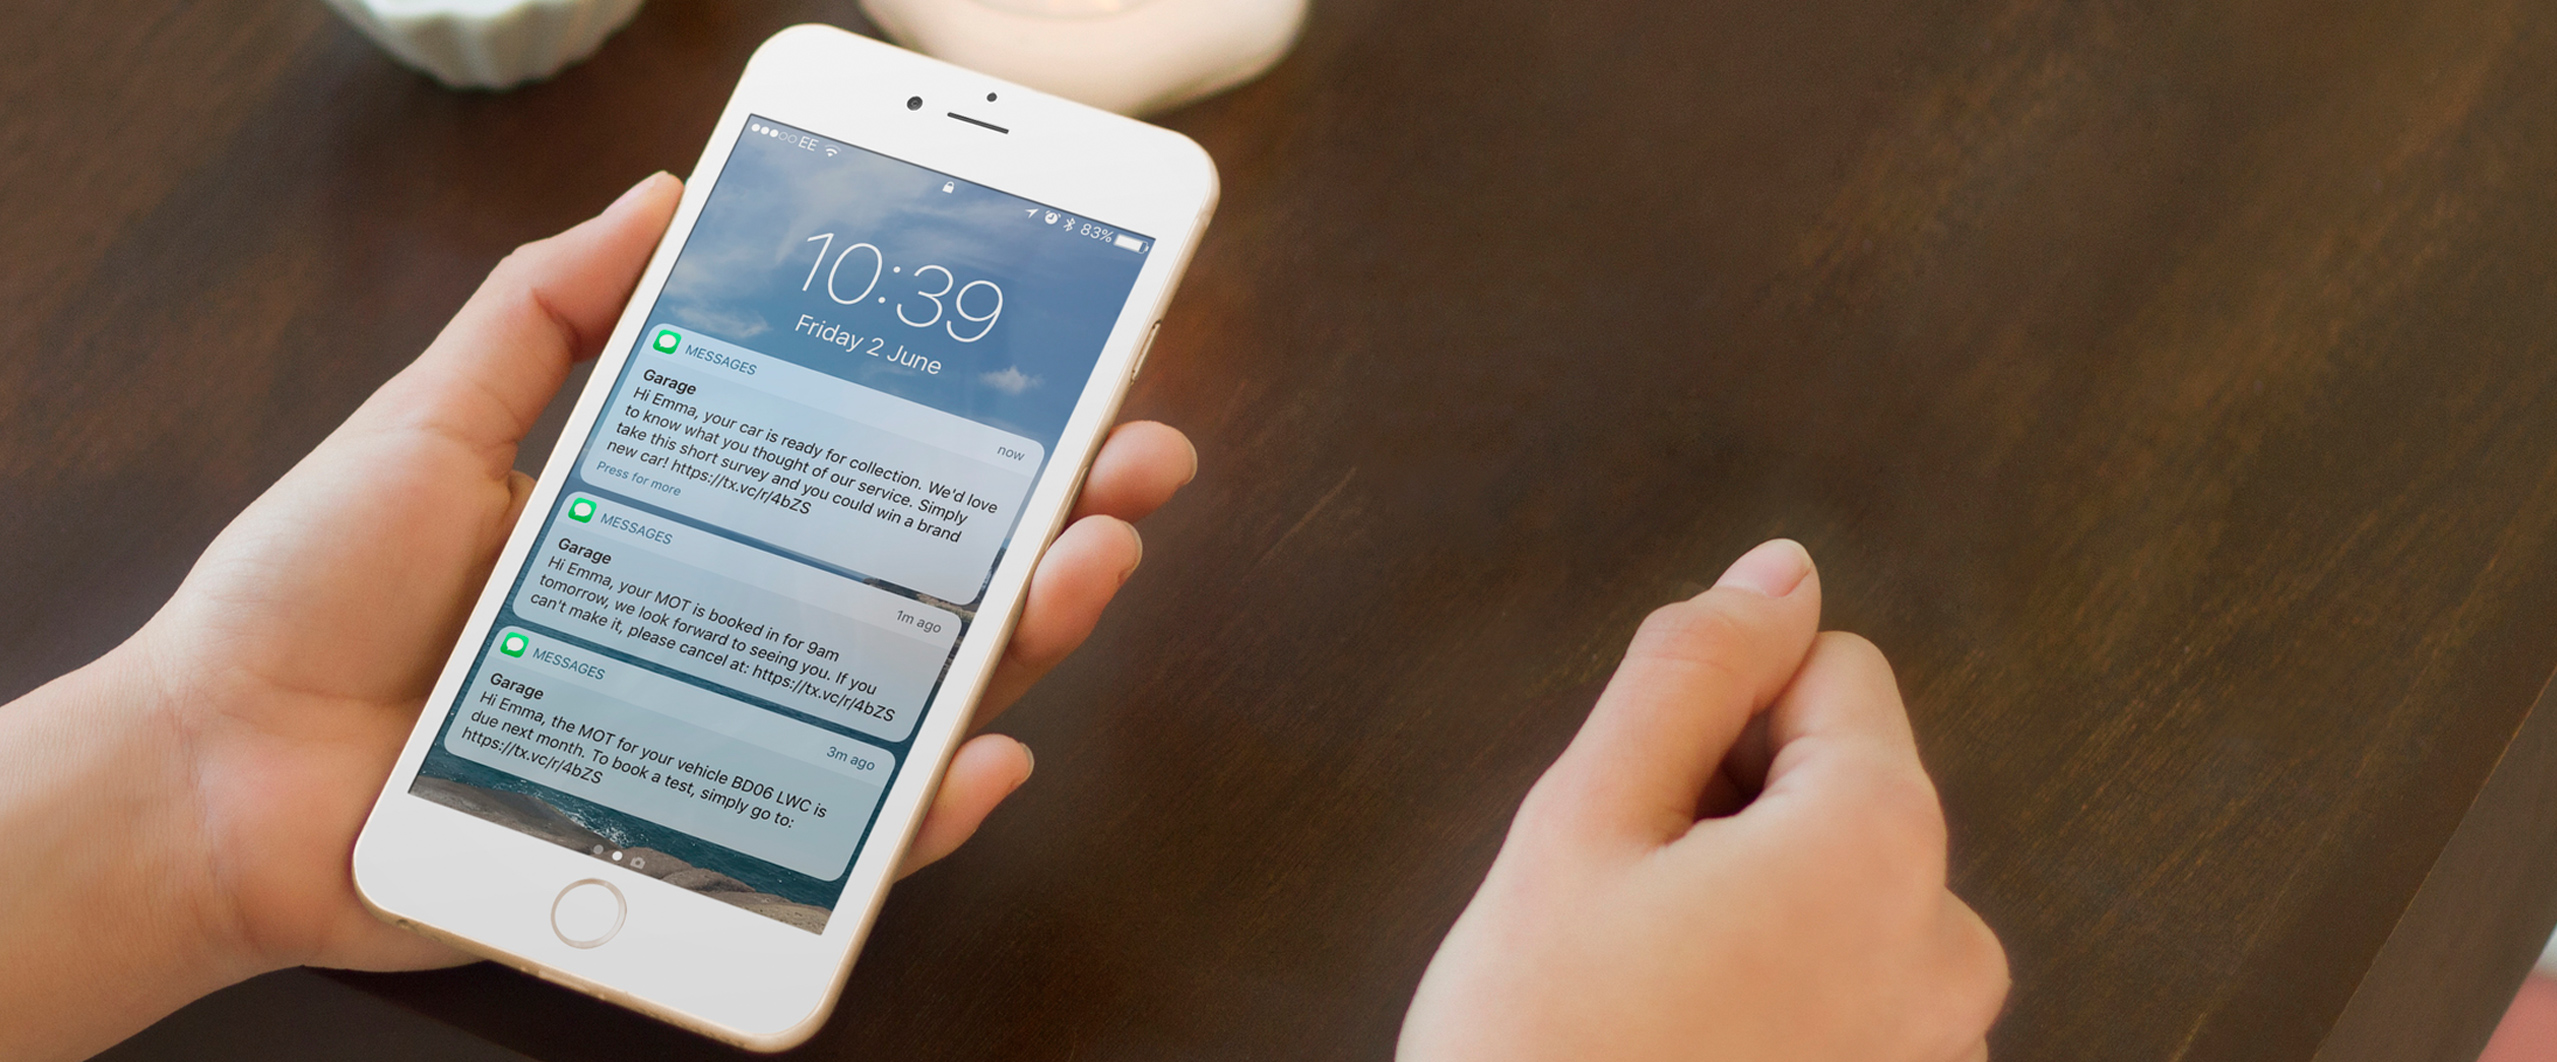 EE
83%
10:39
Friday 2 June
MESSAGES
now
Garage
Hi Emma, your car is ready for collection. We'd love
to know what you thought of our service. Simply
take this short survey and you could win a brand
new car! https://tx.vc/r/4bZS
Press for more
MESSAGES
1m ago
Garage
Hi Emma, your MOT is booked in for 9am
tomorrow, we look forward to seeing you. If you
can't make it, please cancel at: https://tx.vc/r/4bZS
MESSAGES
3m ago
Garage
Hi Emma, the MOT for your vehicle BD06 LWC is
due next month. To book a test, simply go to:
https://tx.vc/r/4bZS